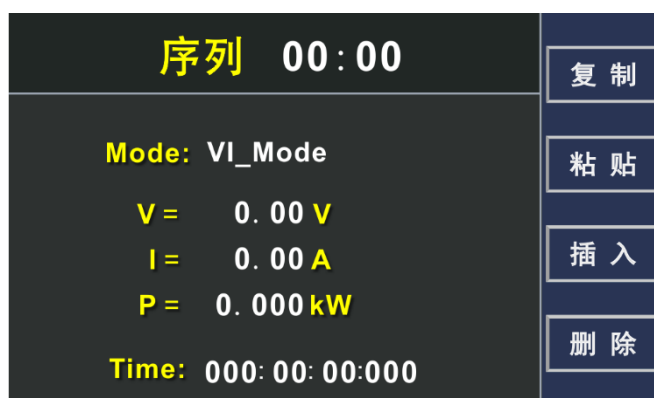 序列 00:00
Mode: VI_Mode
V = 0.00 V
I = 0.00 A
P = 0.000 kW
Time: 000:00:00:000
复制
粘贴
插入
删除